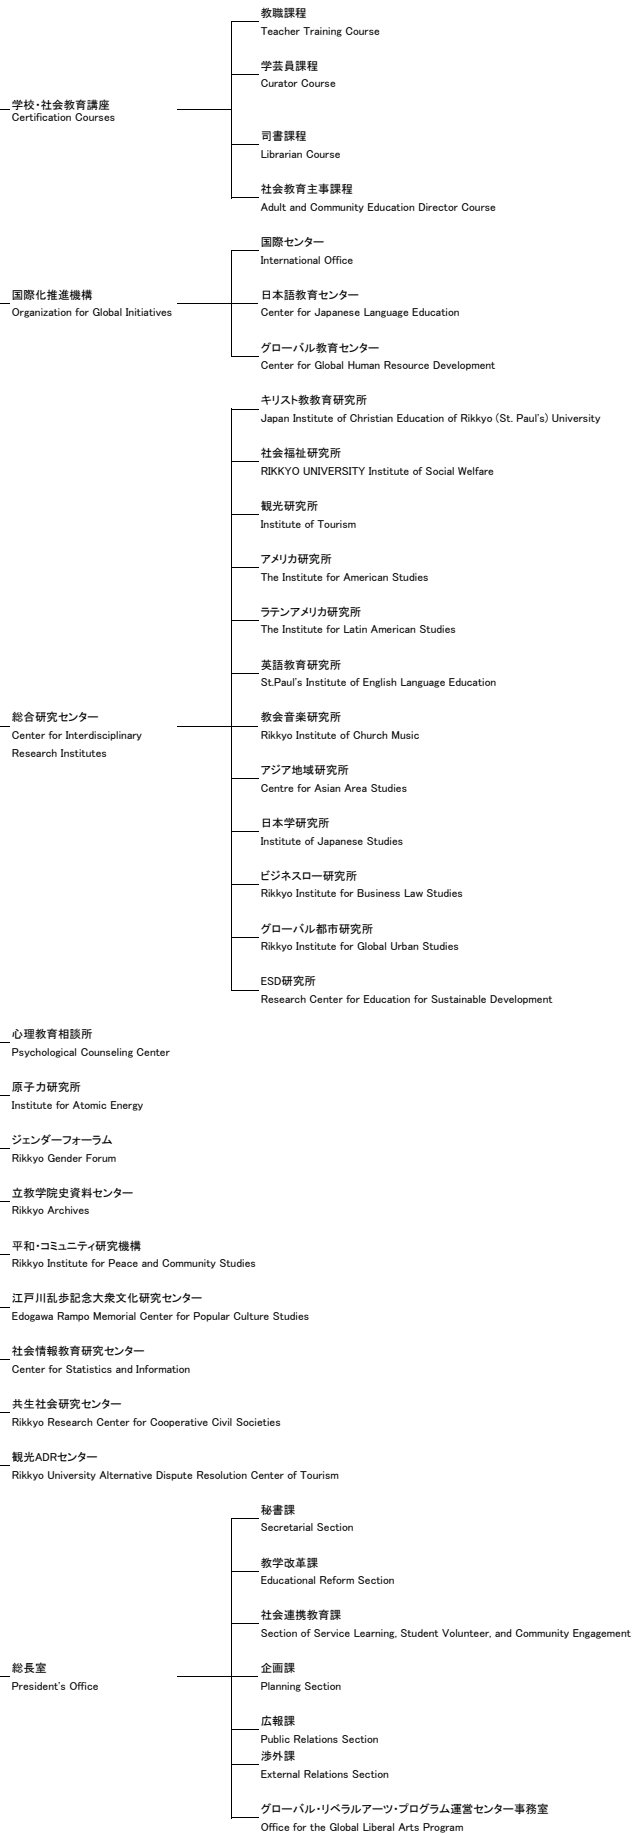 教職課程
Teacher Training Course
学芸員課程
Curator Course
学校・社会教育講座
Certification Courses
司書課程
Librarian Course
社会教育主事課程
Adult and Community Education Director Course
国際センター
International Office
国際化推進機構
Organization for Global Initiatives
日本語教育センター
Center for Japanese Language Education
グローバル教育センター
Center for Global Human Resource Development
キリスト教教育研究所
Japan Institute of Christian Education of Rikkyo (St. Paul's) University
社会福祉研究所
RIKKYO UNIVERSITY Institute of Social Welfare
観光研究所
Institute of Tourism
アメリカ研究所
The Institute for American Studies
ラテンアメリカ研究所
The Institute for Latin American Studies
英語教育研究所
St.Paul's Institute of English Language Education
総合研究センター
Center for Interdisciplinary
Research Institutes
教会音楽研究所
Rikkyo Institute of Church Music
アジア地域研究所
Centre for Asian Area Studies
日本学研究所
Institute of Japanese Studies
ビジネスロー研究所
Rikkyo Institute for Business Law Studies
グローバル都市研究所
Rikkyo Institute for Global Urban Studies
ESD研究所
Research Center for Education for Sustainable Development
心理教育相談所
Psychological Counseling Center
原子力研究所
Institute for Atomic Energy
ジェンダーフォーラム
Rikkyo Gender Forum
立教学院史資料センター
Rikkyo Archives
平和・コミュニティ研究機構
Rikkyo Institute for Peace and Community Studies
江戸川乱歩記念大衆文化研究センター
Edogawa Rampo Memorial Center for Popular Culture Studies
社会情報教育研究センター
Center for Statistics and Information
共生社会研究センター
Rikkyo Research Center for Cooperative Civil Societies
観光ADRセンター
Rikkyo University Alternative Dispute Resolution Center of Tourism
秘書課
Secretarial Section
教学改革課
Educational Reform Section
社会連携教育課
Section of Service Learning, Student Volunteer, and Community Engagement
総長室
President's Office
企画課
Planning Section
広報課
Public Relations Section
渉外課
External Relations Section
グローバル・リベラルアーツ・プログラム運営センター事務室
Office for the Global Liberal Arts Program